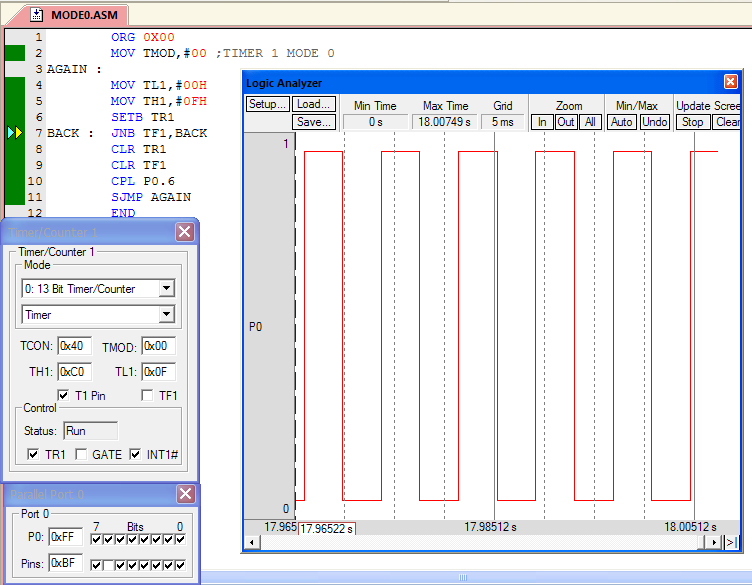 MODE0.ASM
1 ORG 0X00
2 MOV TMOD,#00 ;TIMER 1 MODE 0
3 AGAIN :
4 MOV TL1,#00H
5 MOV TH1,#0FH
6 SETB TR1
7 BACK : JNB TF1,BACK
8 CLR TR1
9 CLR TF1
10 CPL P0.6
11 SJMP AGAIN
12 END
Logic Analyzer
Setup... Load... Min Time Max Time Grid Zoom Min/Max Update Scree
Save... 0 s 18.00749 s 5 ms In Out All Auto Undo Stop Clear
1
P0
0
17.965 17.96522 s 17.98512 s 18.00512 s
Timer/Counter 1
Timer/Counter 1
Mode
0: 13 Bit Timer/Counter
Timer
TCON: 0x40 TMOD: 0x00
TH1: 0xC0 TL1: 0x0F
T1 Pin TF1
Control
Status: Run
TR1 GATE INT1#
Parallel Port 0
Port 0
7 Bits 0
P0: 0xFF
Pins: 0xBF